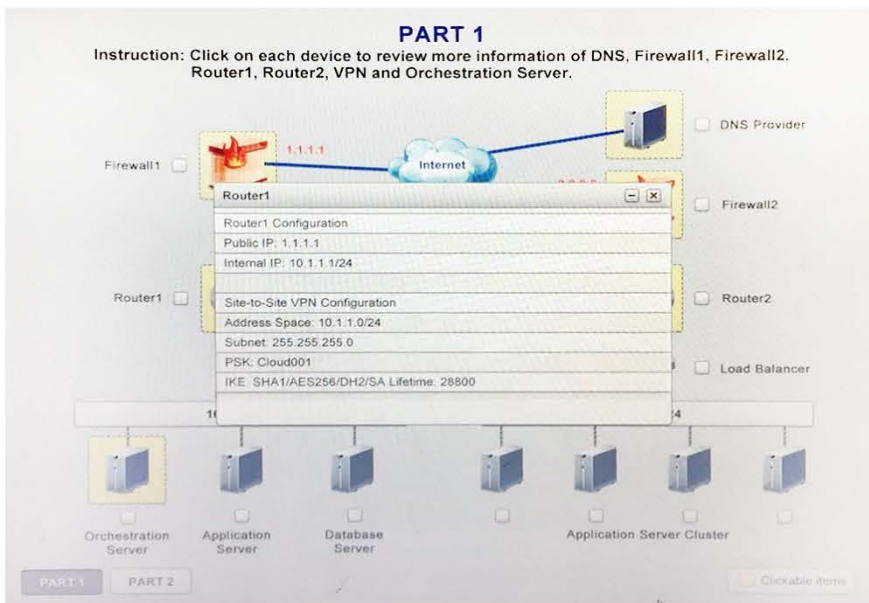 PART 1
Instruction: Click on each device to review more information of DNS, Firewall1, Firewall2.
Router1, Router2, VPN and Orchestration Server.
DNS Provider
1.1.1.1
Firewall1
Internet
Router1
Firewall2
Router1 Configuration
Public IP: 1.1.1.1
Internal IP: 10.1.1.1/24
Router1
Router2
Site-to-Site VPN Configuration
Address Space: 10.1.1.0/24
Subnet: 255.255.255.0
PSK: Cloud001
Load Balancer
IKE: SHA1/AES256/DH2/SA Lifetime: 28800
Orchestration
Server
Application
Server
Database
Server
Application Server Cluster
PART 1
PART 2
Clickable items